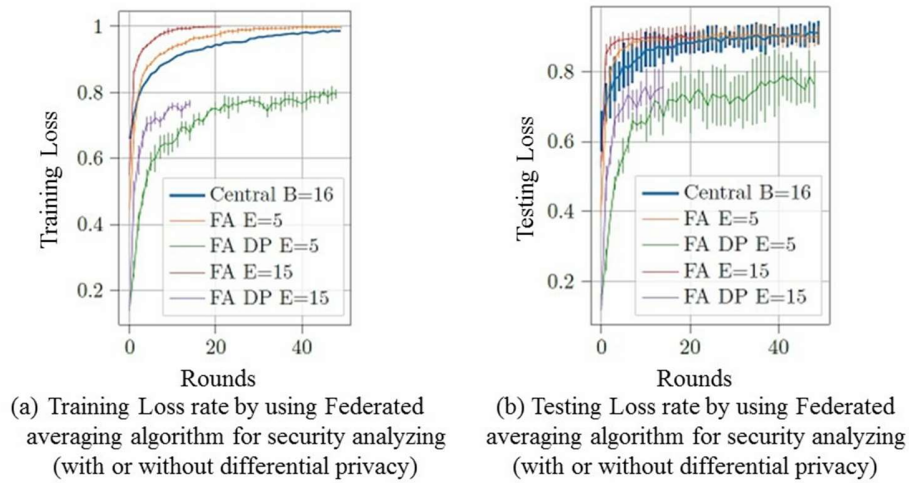 Training Loss
1
0.8
0.6
0.4
0.2
Central B=16
FA E=5
FA DP E=5
FA E=15
FA DP E=15
0
20
40
Rounds
(a) Training Loss rate by using Federated
averaging algorithm for security analyzing
(with or without differential privacy)
Testing Loss
0.8
0.6
0.4
0.2
Central B=16
FA E=5
FA DP E=5
FA E=15
FA DP E=15
0
20
40
Rounds
(b) Testing Loss rate by using Federated
averaging algorithm for security analyzing
(with or without differential privacy)